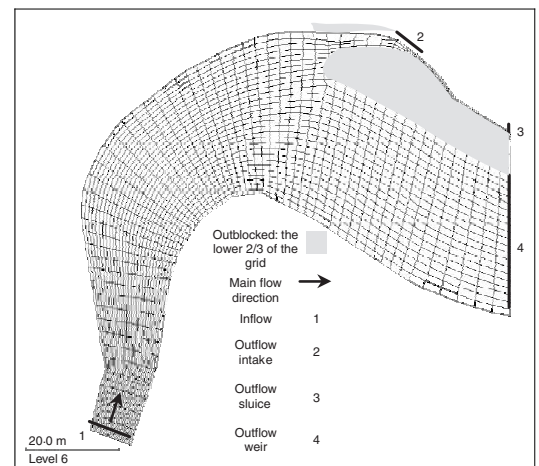 2
3
4
Outblocked: the
lower 2/3 of the
grid
Main flow
direction
Inflow 1
Outflow
intake 2
Outflow
sluice 3
Outflow
weir 4
1
20·0 m
Level 6